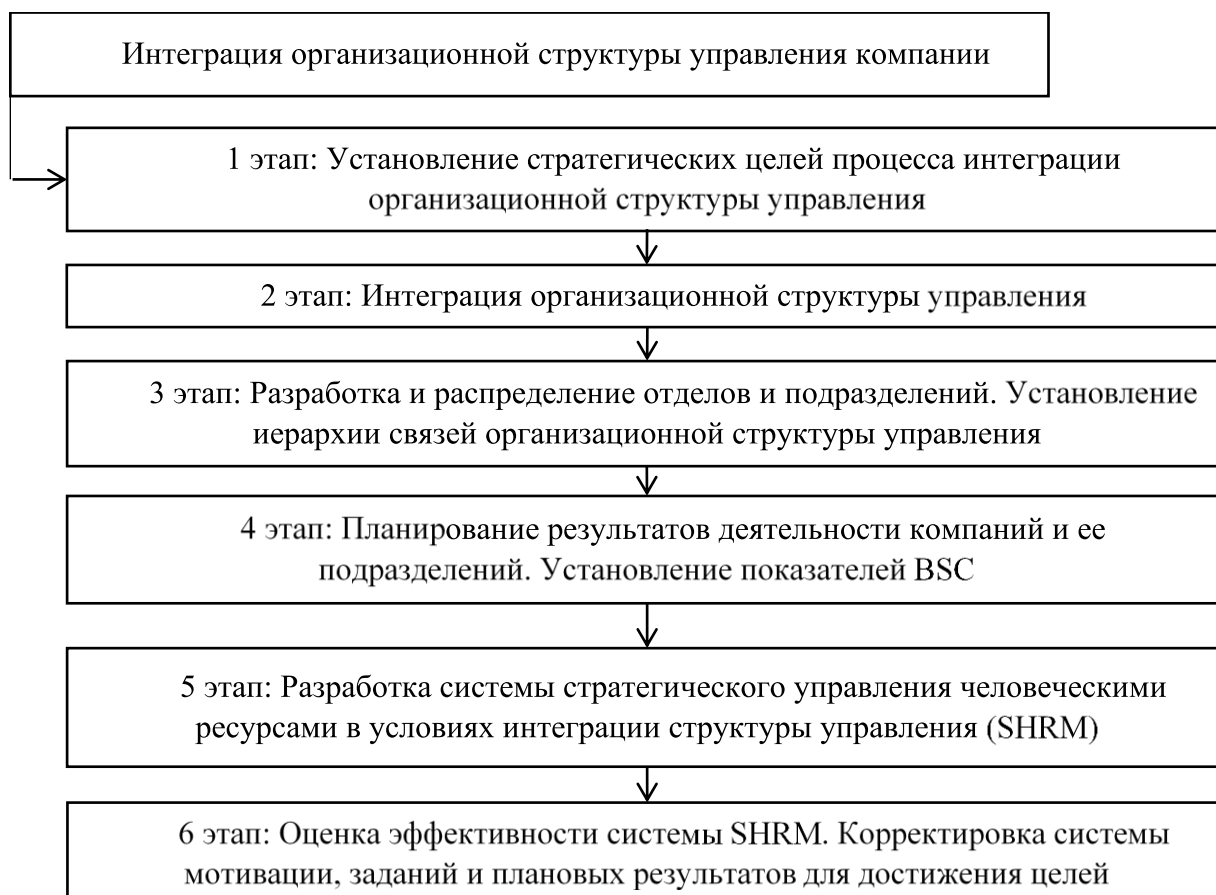 Интеграция организационной структуры управления компании
1 этап: Установление стратегических целей процесса интеграции
организационной структуры управления
2 этап: Интеграция организационной структуры управления
3 этап: Разработка и распределение отделов и подразделений. Установление
иерархии связей организационной структуры управления
4 этап: Планирование результатов деятельности компаний и ее
подразделений. Установление показателей BSC
5 этап: Разработка системы стратегического управления человеческими
ресурсами в условиях интеграции структуры управления (SHRM)
6 этап: Оценка эффективности системы SHRM. Корректировка системы
мотивации, заданий и плановых результатов для достижения целей